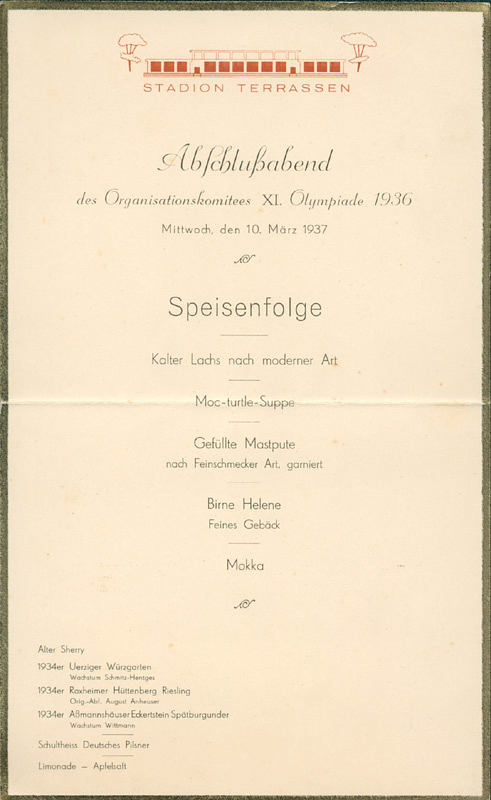 STADION TERRASSEN
Abschlußabend
des Organisationskomitees XI. Olympiade 1936
Mittwoch, den 10. März 1937
Speisenfolge
Kalter Lachs nach moderner Art
Moc-turtle-Suppe
Gefüllte Mastpute
nach Feinschmecker Art, garniert
Birne Helene
Feines Gebäck
Mokka
Alter Sherry
1934er Uerziger Würzgarten
Wachstum Schmitz-Hentges
1934er Roxheimer Hüttenberg Riesling
Orig.-Abf. August Anheuser
1934er Aßmannshäuser Eckertstein Spätburgunder
Wachstum Wittmann
Schultheiss Deutsches Pilsner
Limonade – Apfelsaft